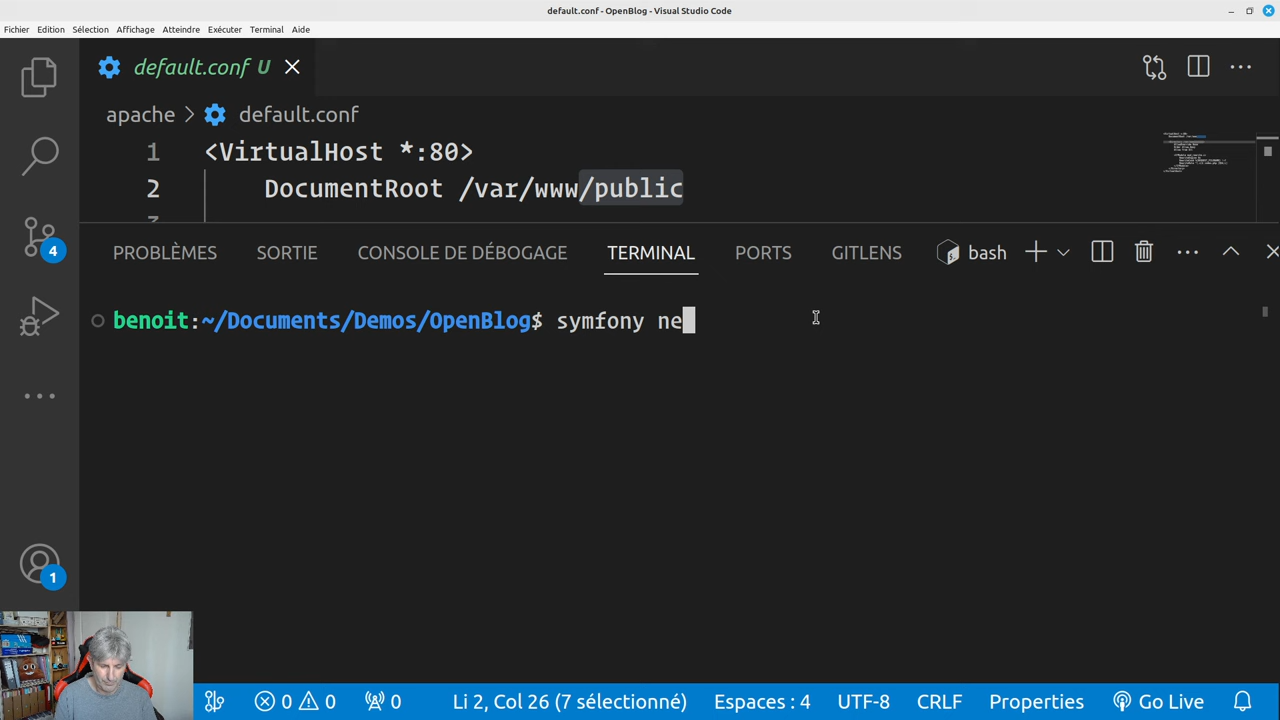 default.conf - OpenBlog - Visual Studio Code
Fichier Edition Sélection Affichage Atteindre Exécuter Terminal Aide
default.conf U
apache > default.conf
1 <VirtualHost *:80>
2 DocumentRoot /var/www/public
3
PROBLÈMES SORTIE CONSOLE DE DÉBOGAGE TERMINAL PORTS GITLENS bash
4
benoit:~/Documents/Demos/OpenBlog$ symfony ne
1
0 0 0 Li 2, Col 26 (7 sélectionné) Espaces : 4 UTF-8 CRLF Properties Go Live